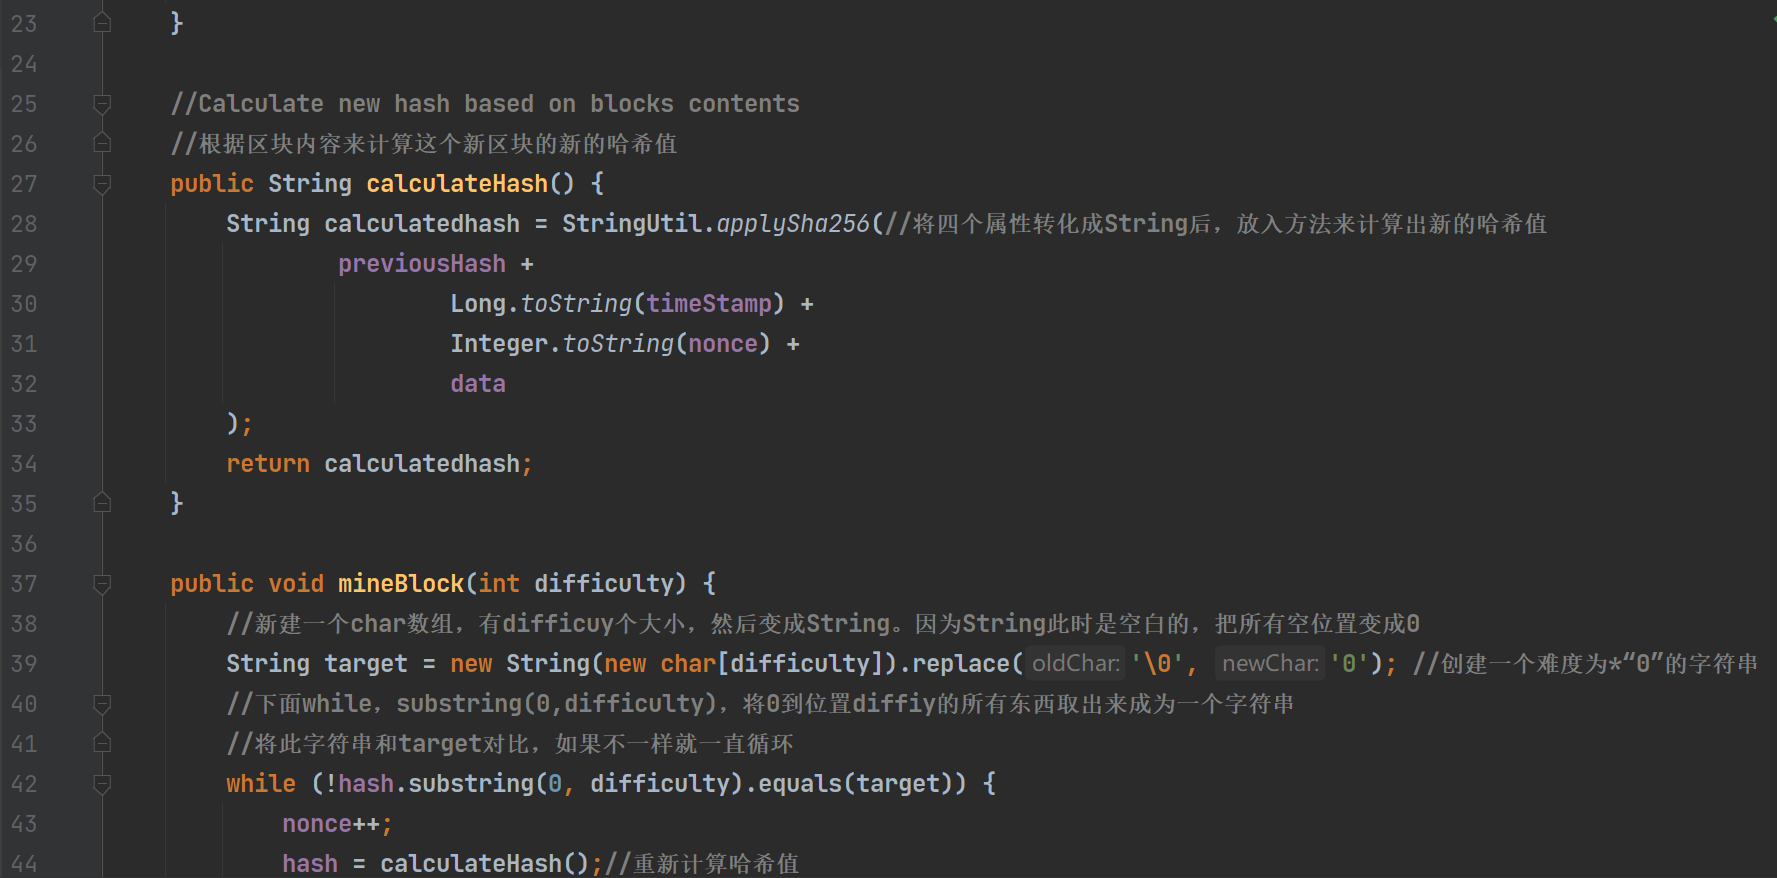 23 }
24
25 //Calculate new hash based on blocks contents
26 //根据区块内容来计算这个新区块的新的哈希值
27 public String calculateHash() {
28 String calculatedhash = StringUtil.applySha256(//将四个属性转化成String后，放入方法来计算出新的哈希值
29 previousHash +
30 Long.toString(timeStamp) +
31 Integer.toString(nonce) +
32 data
33 );
34 return calculatedhash;
35 }
36
37 public void mineBlock(int difficulty) {
38 //新建一个char数组，有difficuy个大小，然后变成String。因为String此时是空白的，把所有空位置变成0
39 String target = new String(new char[difficulty]).replace( oldChar: '\0', newChar: '0'); //创建一个难度为*“0”的字符串
40 //下面while，substring(0,difficulty)，将0到位置diffiy的所有东西取出来成为一个字符串
41 //将此字符串和target对比，如果不一样就一直循环
42 while (!hash.substring(0, difficulty).equals(target)) {
43 nonce++;
44 hash = calculateHash();//重新计算哈希值